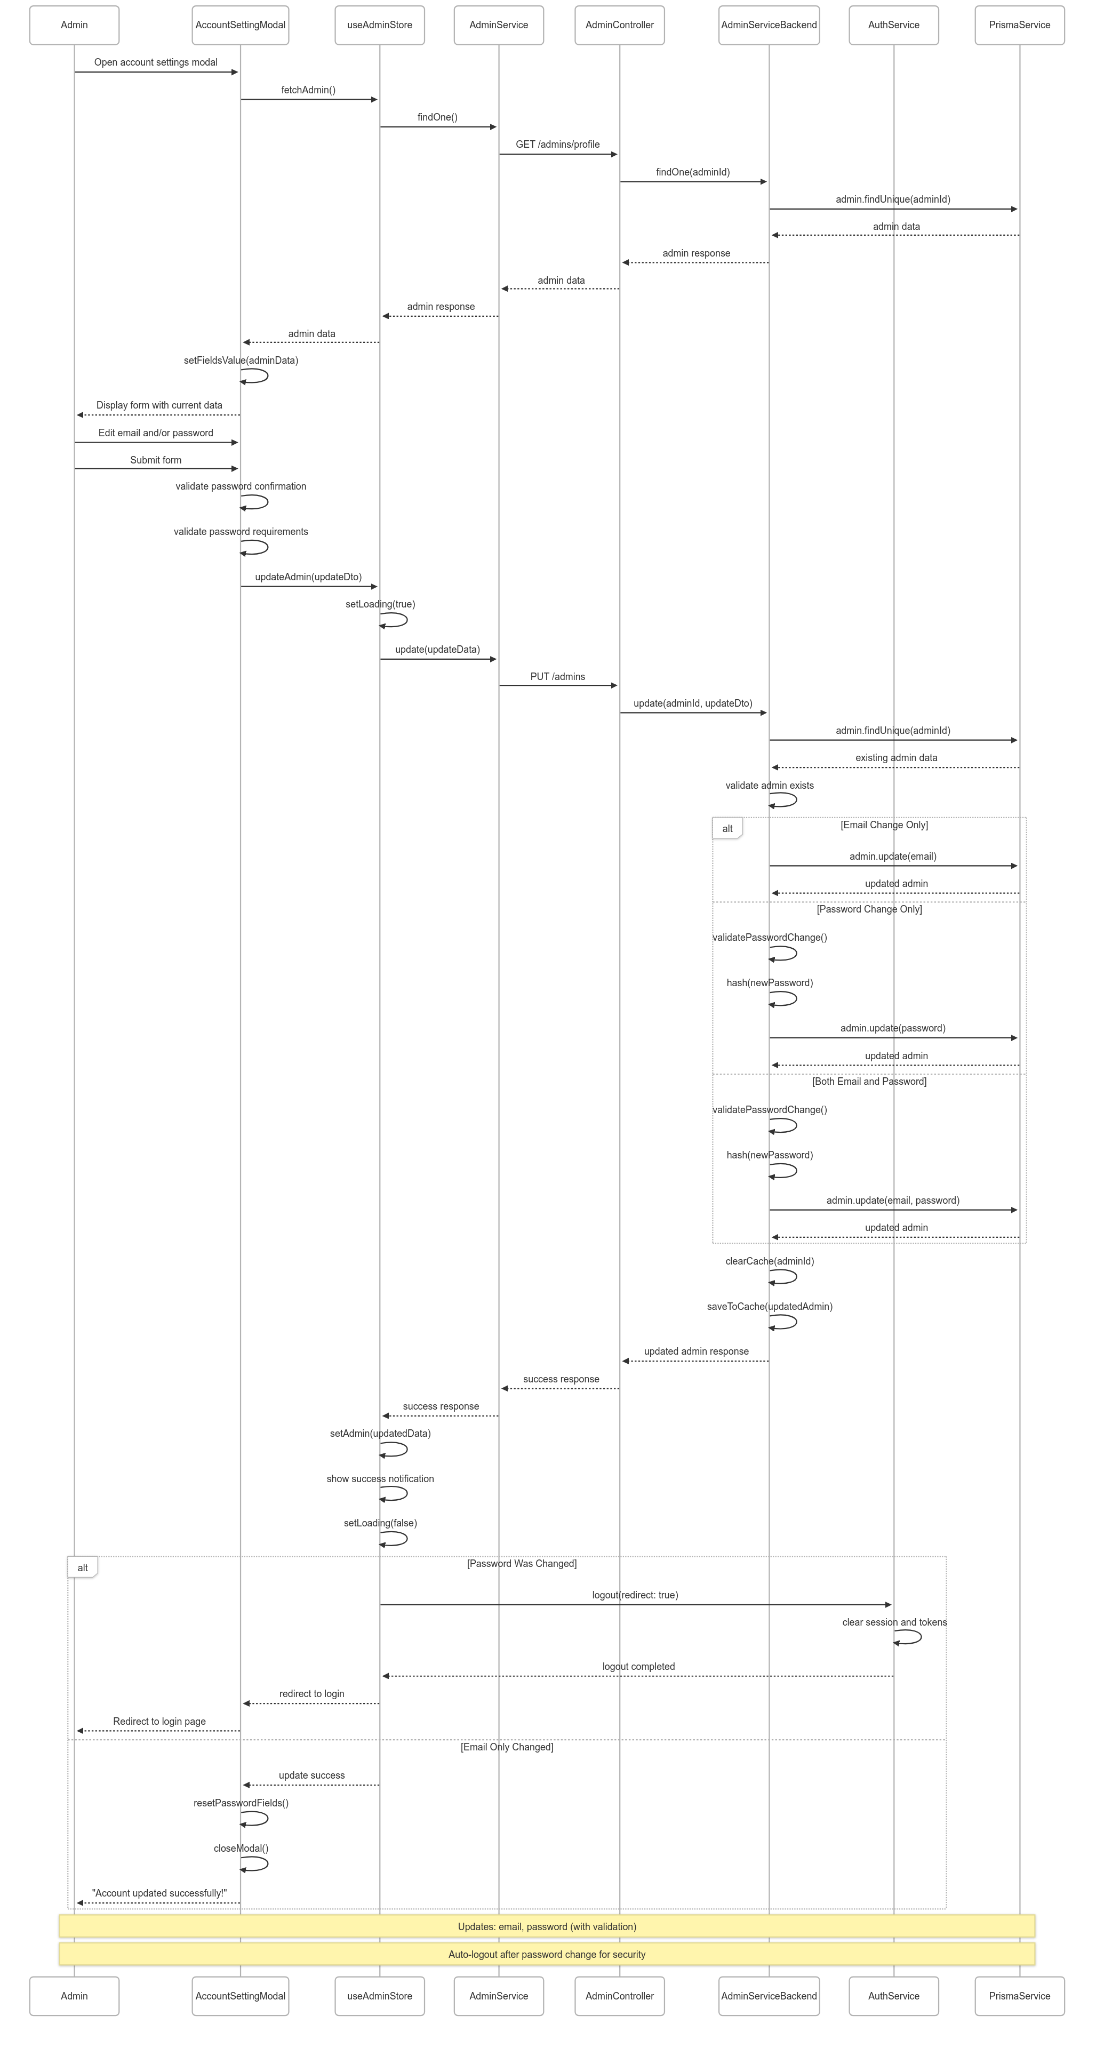 Admin
AccountSettingModal
useAdminStore
AdminService
AdminController
AdminServiceBackend
AuthService
PrismaService
Open account settings modal
fetchAdmin()
findOne()
GET /admins/profile
findOne(adminId)
admin.findUnique(adminId)
admin data
admin response
admin data
admin response
admin data
setFieldsValue(adminData)
Display form with current data
Edit email and/or password
Submit form
validate password confirmation
validate password requirements
updateAdmin(updateDto)
setLoading(true)
update(updateData)
PUT /admins
update(adminId, updateDto)
admin.findUnique(adminId)
existing admin data
validate admin exists
alt
[Email Change Only]
admin.update(email)
updated admin
[Password Change Only]
validatePasswordChange()
hash(newPassword)
admin.update(password)
updated admin
[Both Email and Password]
validatePasswordChange()
hash(newPassword)
admin.update(email, password)
updated admin
clearCache(adminId)
saveToCache(updatedAdmin)
updated admin response
success response
success response
setAdmin(updatedData)
show success notification
setLoading(false)
alt
[Password Was Changed]
logout(redirect: true)
clear session and tokens
logout completed
redirect to login
Redirect to login page
[Email Only Changed]
update success
resetPasswordFields()
closeModal()
"Account updated successfully!"
Updates: email, password (with validation)
Auto-logout after password change for security
Admin
AccountSettingModal
useAdminStore
AdminService
AdminController
AdminServiceBackend
AuthService
PrismaService